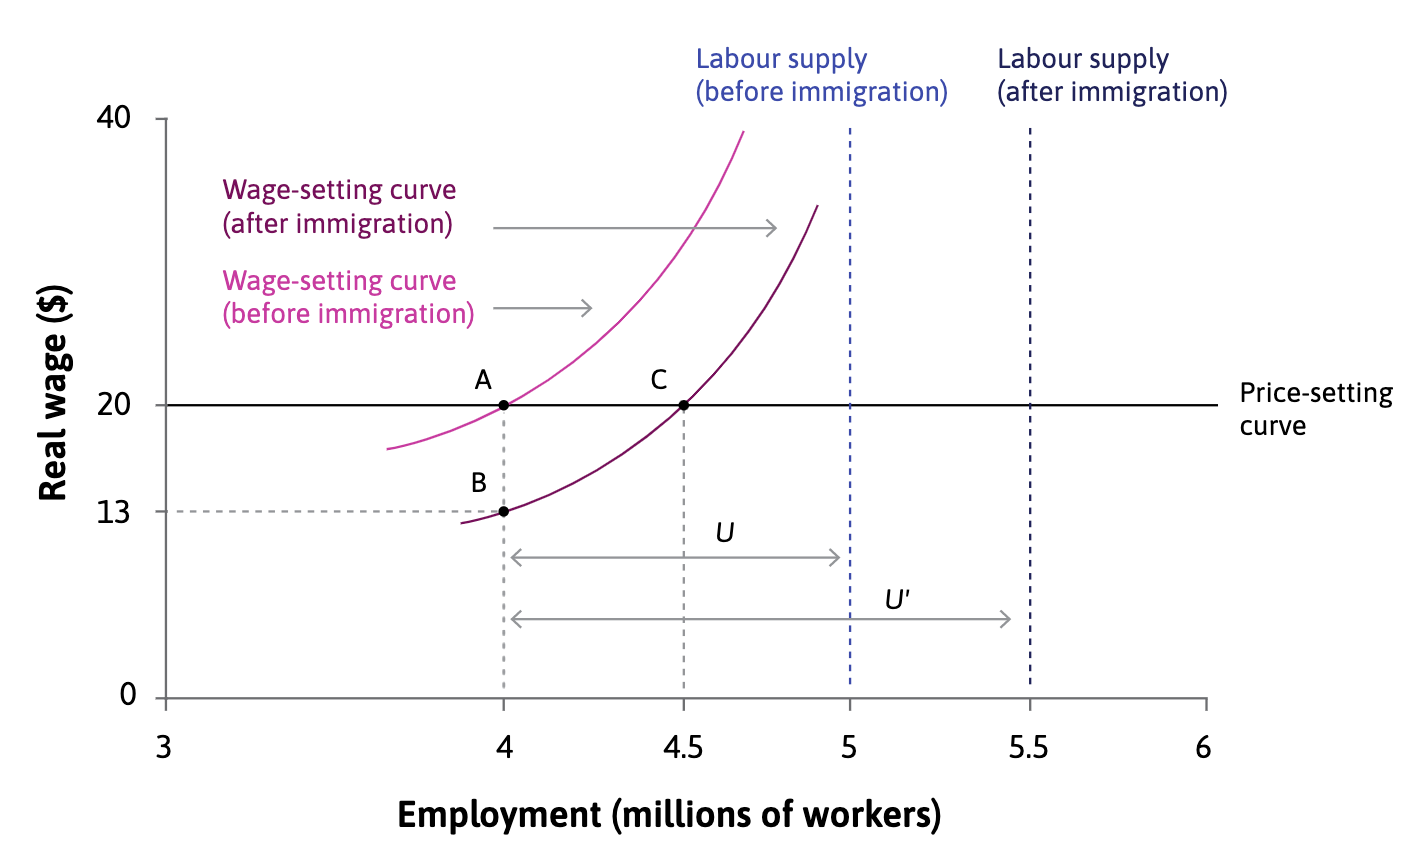 Labour supply
(before immigration)
Labour supply
(after immigration)
40
Wage-setting curve
(after immigration)
Wage-setting curve
(before immigration)
Real wage ($)
A
C
20
Price-setting
curve
B
13
U
U'
0
3
4
4.5
5
5.5
6
Employment (millions of workers)